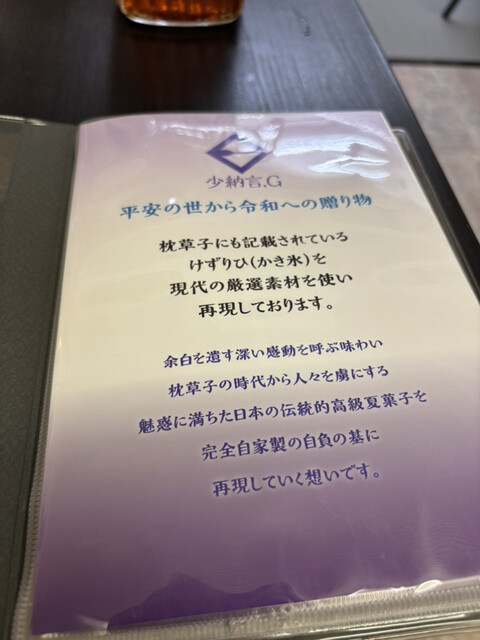 少納言.G
平安の世から令和への贈り物
枕草子にも記載されている
けずりひ(かき氷)を
現代の厳選素材を使い
再現しております。
余白を遺す深い感動を呼ぶ味わい
枕草子の時代から人々を虜にする
魅惑に満ちた日本の伝統的高級夏菓子を
完全自家製の自負の基に
再現していく想いです。